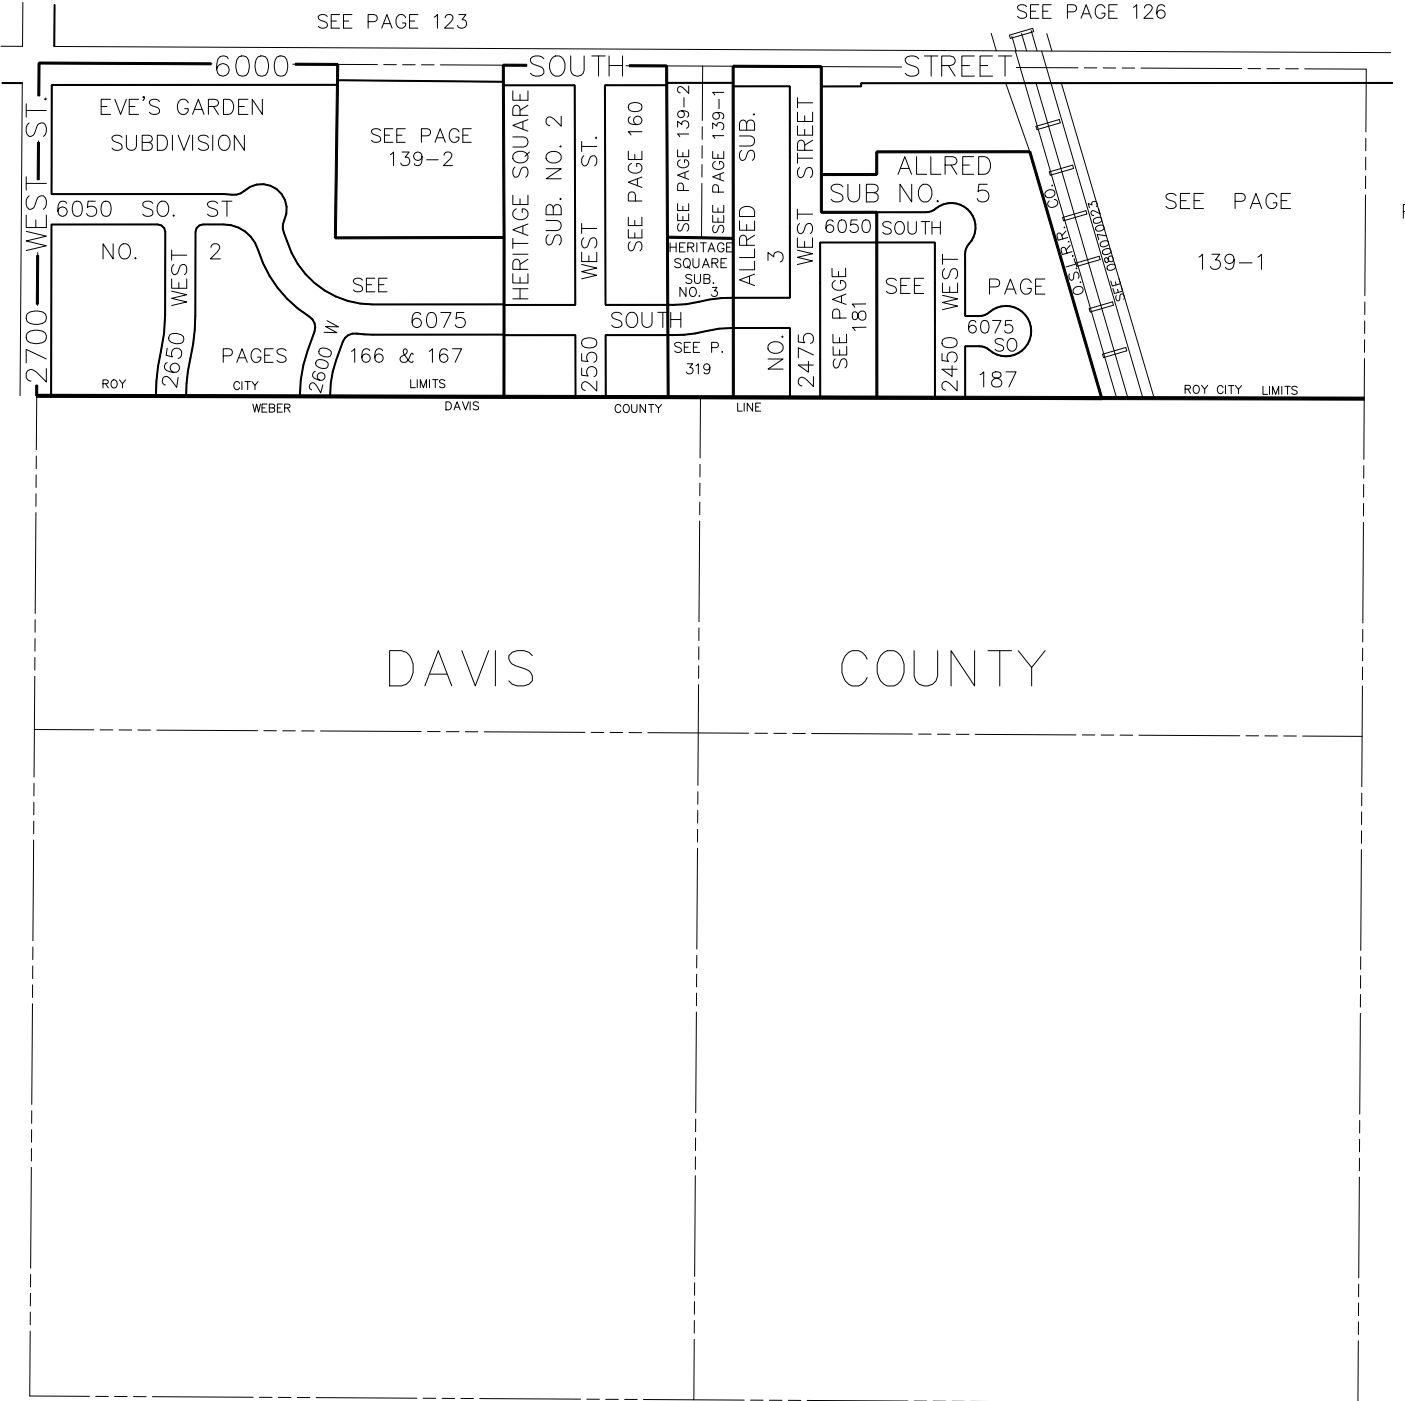 SEE PAGE 123
SEE PAGE 126
6000 SOUTH STREET
2700 WEST ST.
EVE'S GARDEN
SUBDIVISION
NO. 2
SEE
PAGES
166 & 167
6050 SO. ST
2650 WEST
2600 W
6075 SOUTH
SEE PAGE
139-2
HERITAGE SQUARE
SUB. NO. 2
2550 WEST ST.
SEE PAGE 160
SEE PAGE 139-2
SEE PAGE 139-1
HERITAGE
SQUARE
SUB.
NO. 3
SEE P.
319
ALLRED SUB.
NO. 3
2475 WEST STREET
SEE PAGE
181
6050 SOUTH
ALLRED
SUB NO. 5
SEE PAGE
187
2450 WEST
6075
SO
O.S.L. R.R. CO.
SEE 080070023
SEE PAGE
139-1
ROY CITY LIMITS
ROY CITY LIMITS
WEBER DAVIS COUNTY LINE
DAVIS COUNTY